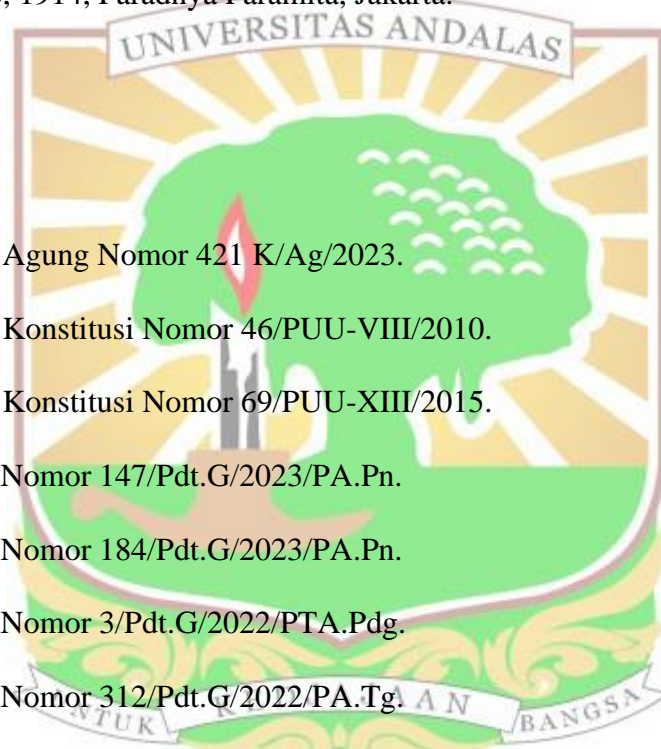 , 1914, Paradnya Paramita, Jakarta.
UNIVERSITAS ANDALAS
Agung Nomor 421 K/Ag/2023.
Konstitusi Nomor 46/PUU-VIII/2010.
Konstitusi Nomor 69/PUU-XIII/2015.
Nomor 147/Pdt.G/2023/PA.Pn.
Nomor 184/Pdt.G/2023/PA.Pn.
Nomor 3/Pdt.G/2022/PTA.Pdg.
Nomor 312/Pdt.G/2022/PA.Tg.
UNTUK BANGSA